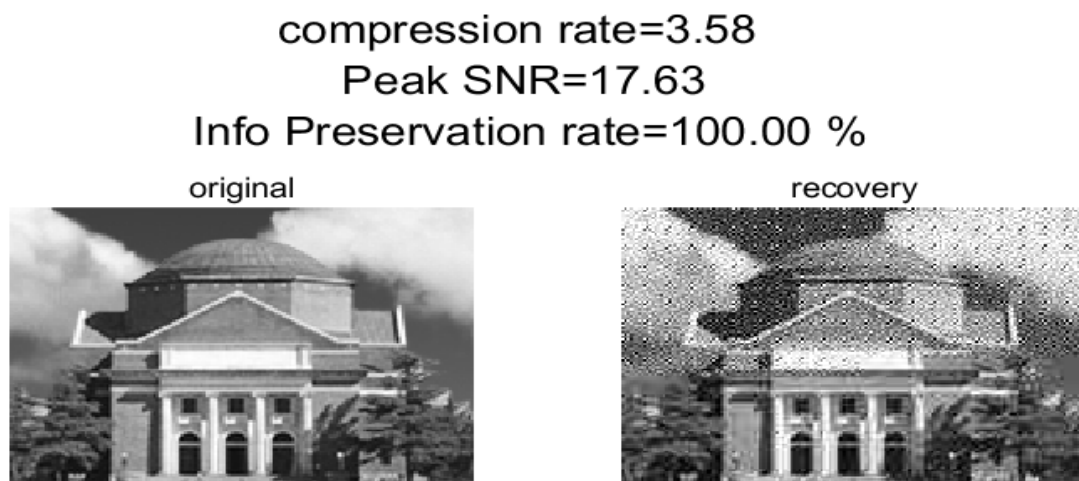 compression rate=3.58
Peak SNR=17.63
Info Preservation rate=100.00 %
original
recovery